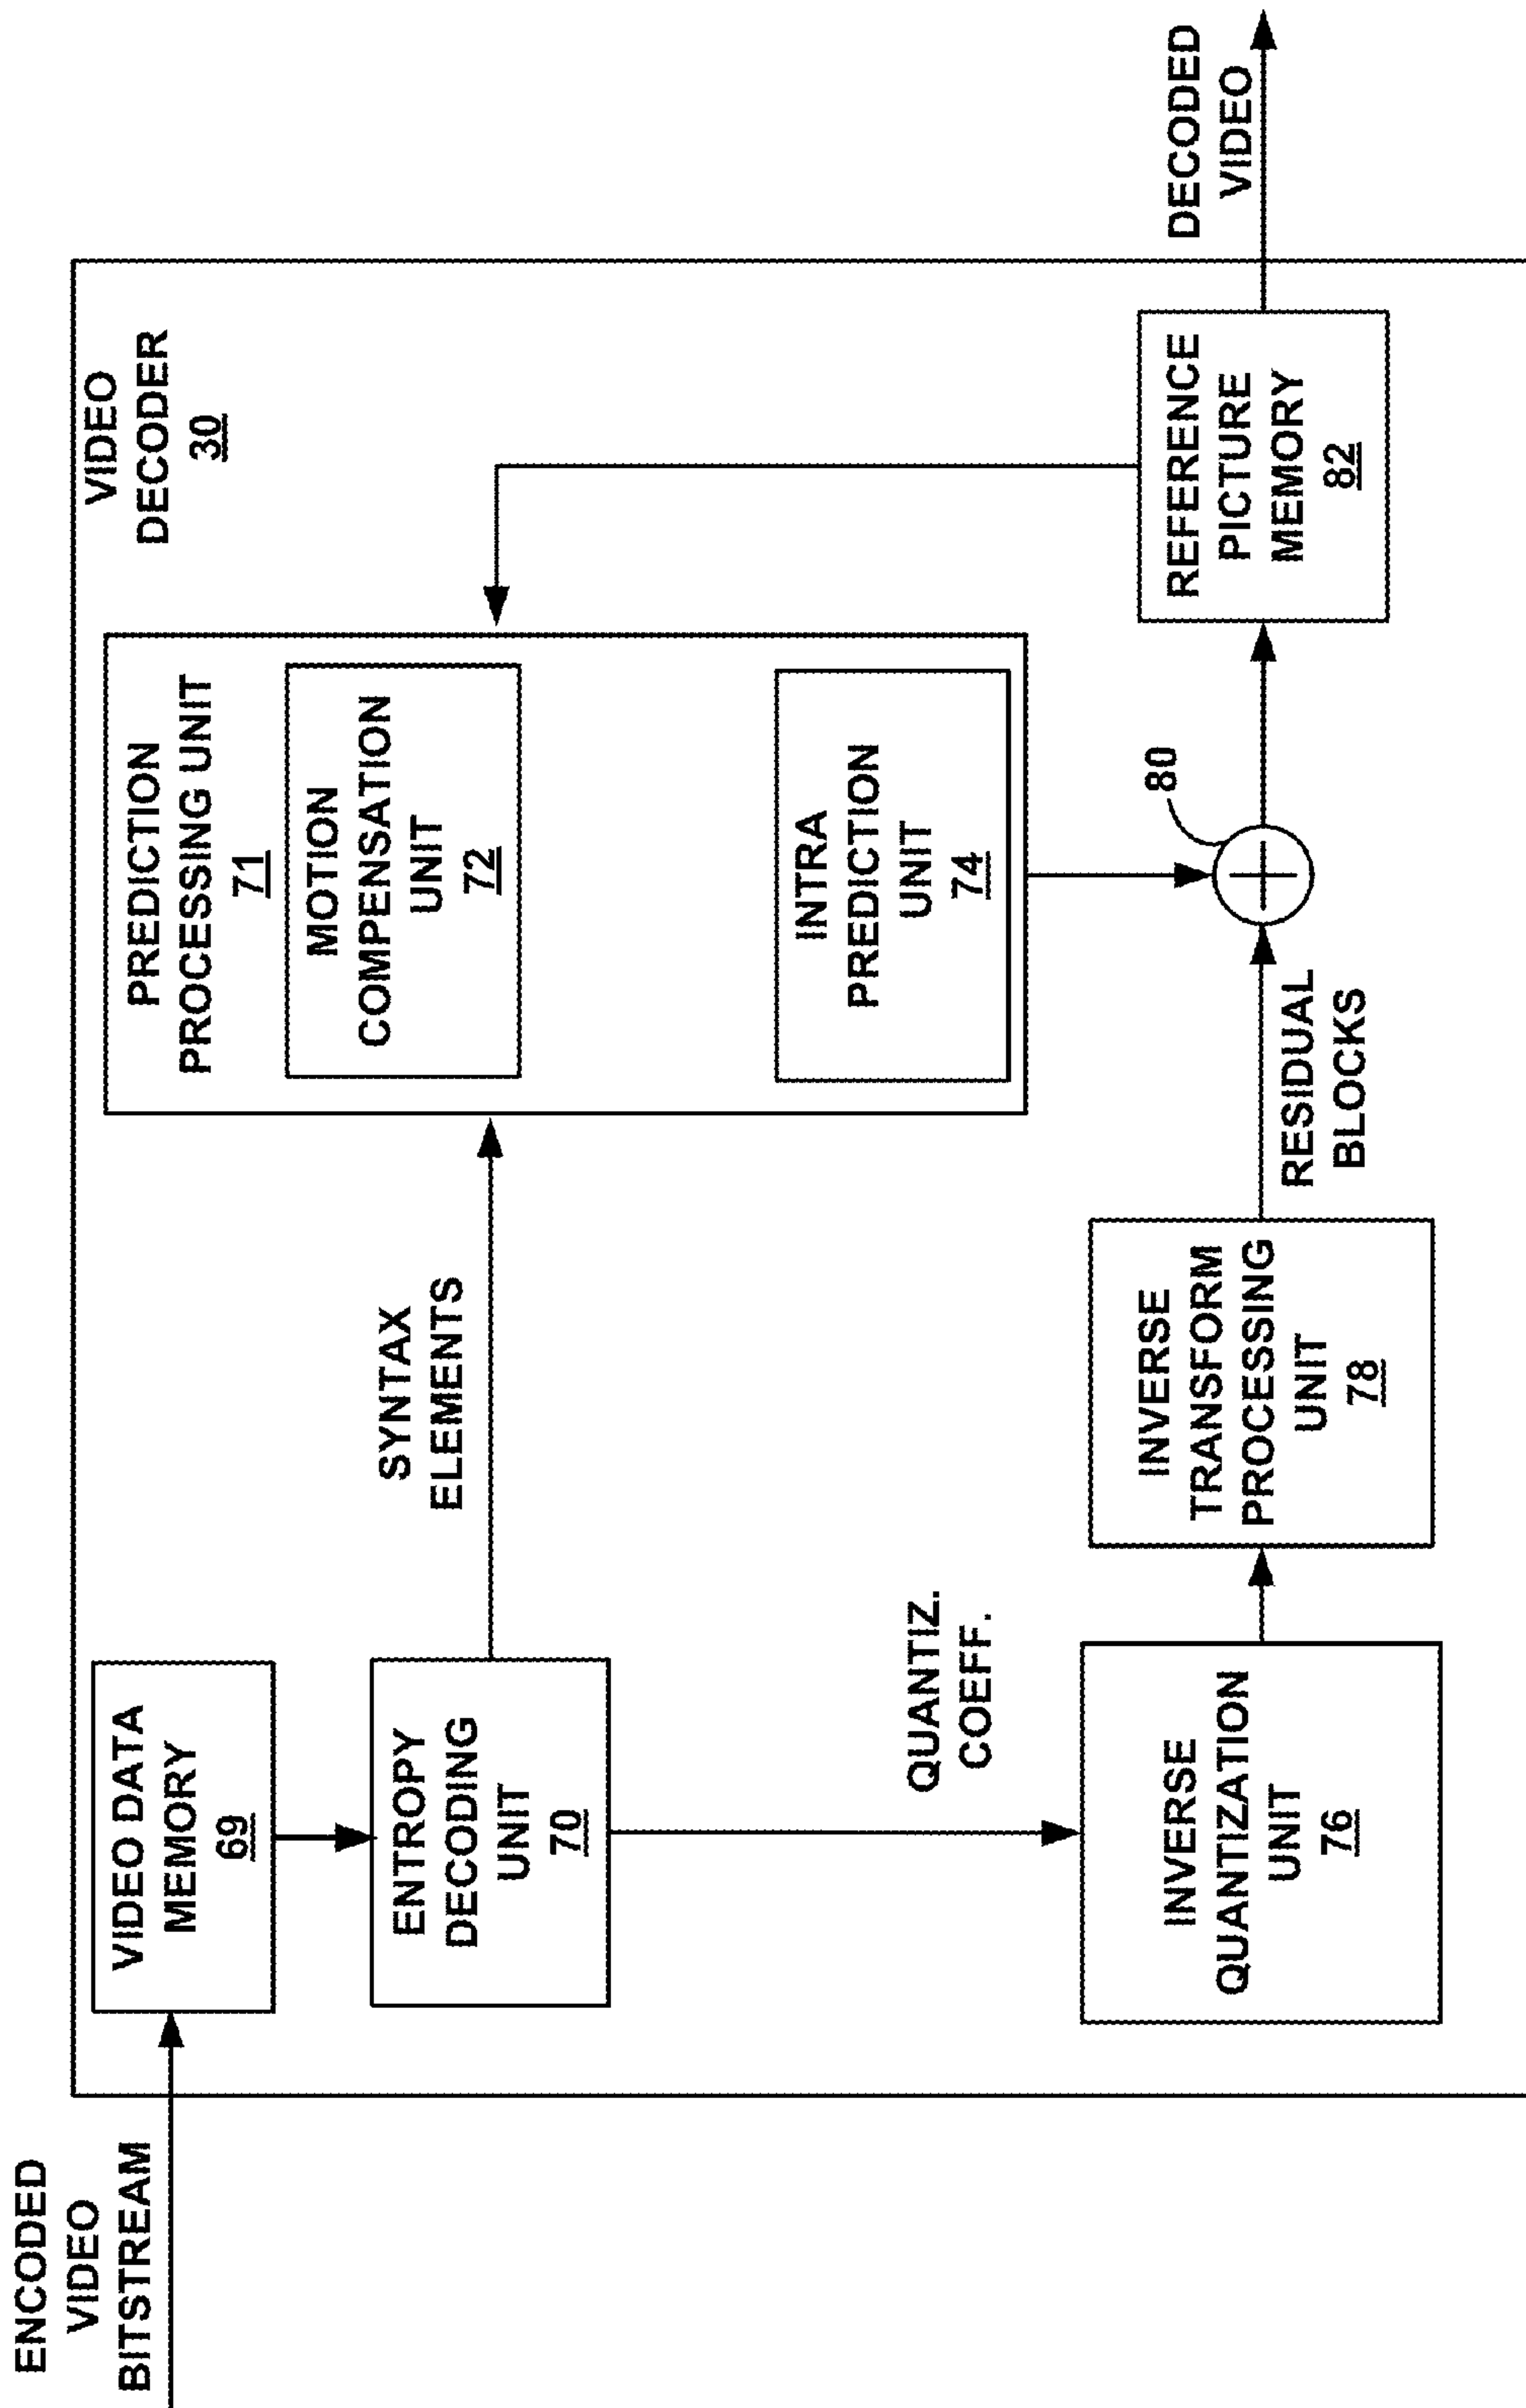 ENCODED
VIDEO
BITSTREAM
VIDEO DATA
MEMORY
69
ENTROPY
DECODING
UNIT
70
SYNTAX
ELEMENTS
PREDICTION
PROCESSING UNIT
71
MOTION
COMPENSATION
UNIT
72
INTRA
PREDICTION
UNIT
74
VIDEO
DECODER
30
QUANTIZ.
COEFF.
INVERSE
QUANTIZATION
UNIT
76
INVERSE
TRANSFORM
PROCESSING
UNIT
78
RESIDUAL
BLOCKS
80
REFERENCE
PICTURE
MEMORY
82
DECODED
VIDEO